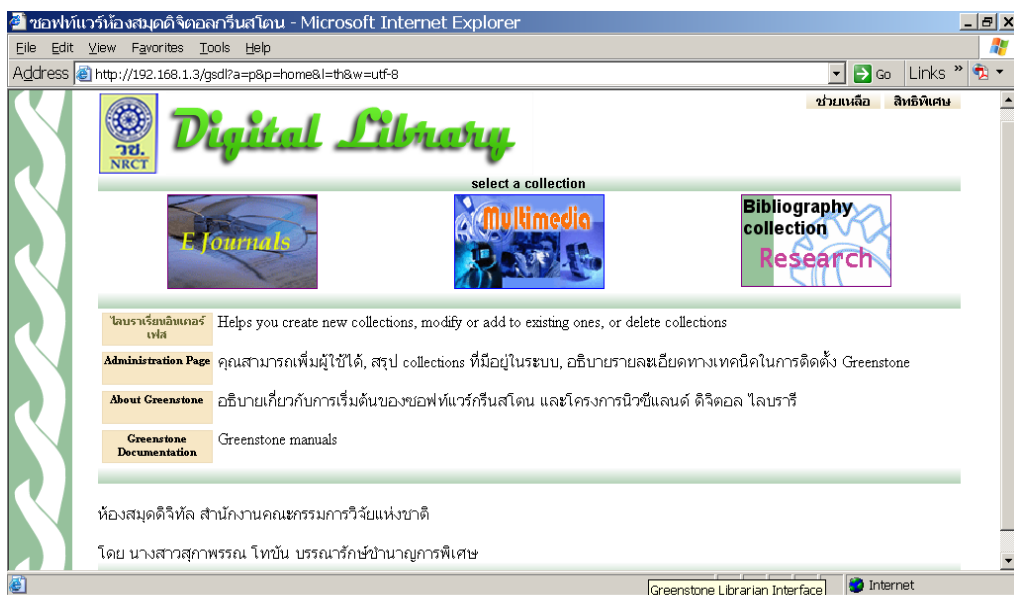 ซอฟท์แวร์ห้องสมุดดิจิตอลกรีนสโตน - Microsoft Internet Explorer
File Edit View Favorites Tools Help
Address http://192.168.1.3/gsdl?a=p&p=home&l=th&w=utf-8 Go Links »
ช่วยเหลือ สิทธิพิเศษ
วช.
NRCT
Digital Library
select a collection
E Journals
Multimedia
Bibliography
collection
Research
ไลบราเรี่ยนอินเตอร์
เฟส
Helps you create new collections, modify or add to existing ones, or delete collections
Administration Page คุณสามารถเพิ่มผู้ใช้ได้, สรุป collections ที่มีอยู่ในระบบ, อธิบายรายละเอียดทางเทคนิคในการติดตั้ง Greenstone
About Greenstone อธิบายเกี่ยวกับการเริ่มต้นของซอฟท์แวร์กรีนสโตน และโครงการนิวซีแลนด์ ดิจิตอล ไลบรารี
Greenstone
Documentation
Greenstone manuals
ห้องสมุดดิจิทัล สำนักงานคณะกรรมการวิจัยแห่งชาติ
โดย นางสาวสุภาพรรณ โทขัน บรรณารักษ์ชำนาญการพิเศษ
Greenstone Librarian Interface Internet